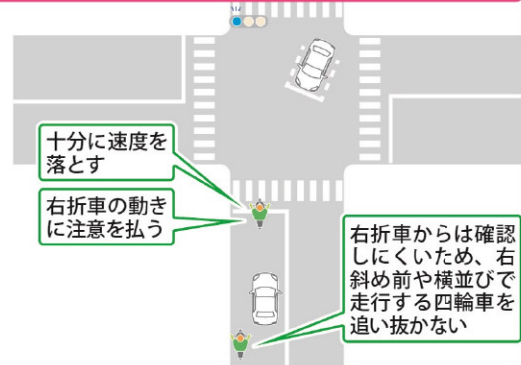 十分に速度を
落とす
右折車の動き
に注意を払う
右折車からは確認
しにくいため、右
斜め前や横並びで
走行する四輪車を
追い抜かない